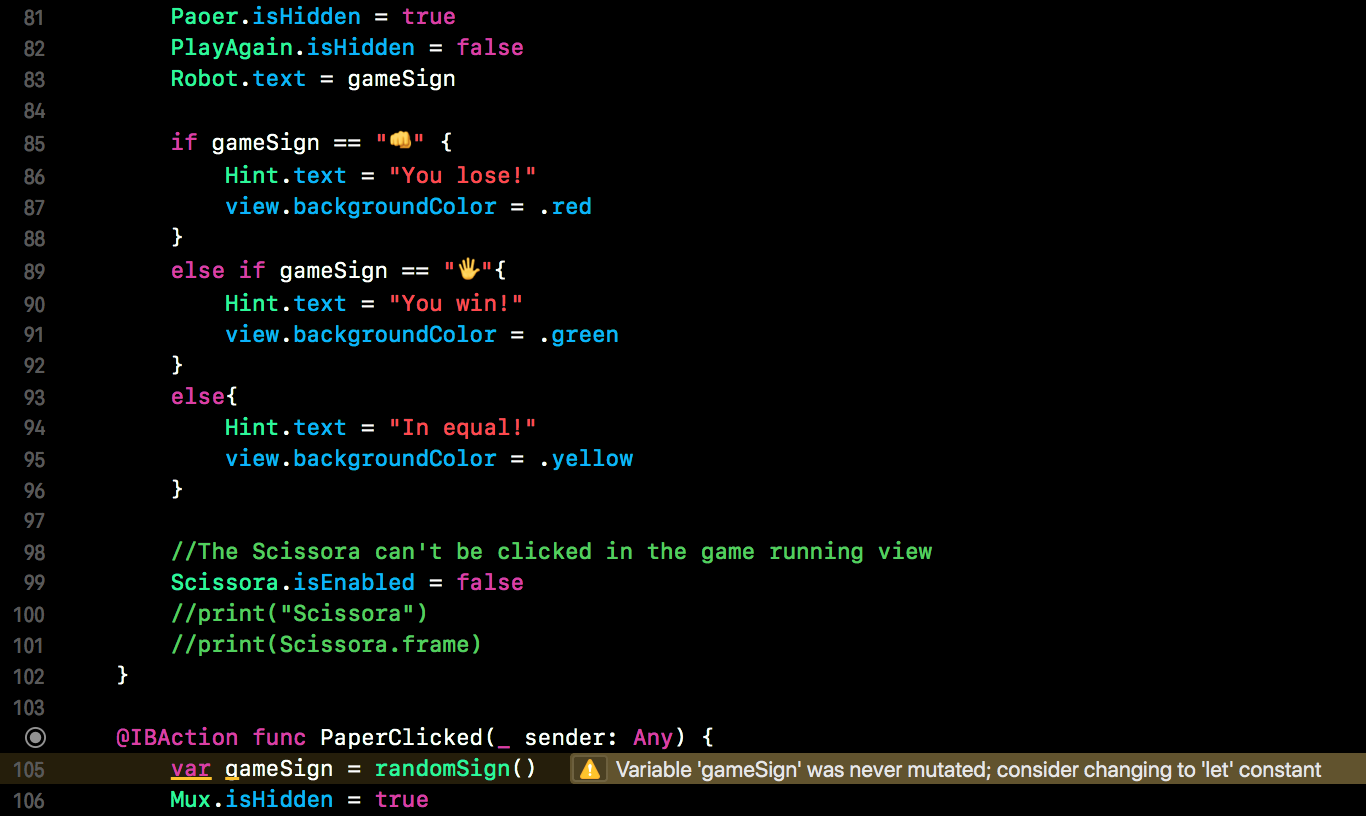 81 Paoer.isHidden = true
82 PlayAgain.isHidden = false
83 Robot.text = gameSign
84
85 if gameSign == "👊" {
86 Hint.text = "You lose!"
87 view.backgroundColor = .red
88 }
89 else if gameSign == "🖐"{
90 Hint.text = "You win!"
91 view.backgroundColor = .green
92 }
93 else{
94 Hint.text = "In equal!"
95 view.backgroundColor = .yellow
96 }
97
98 //The Scissora can't be clicked in the game running view
99 Scissora.isEnabled = false
100 //print("Scissora")
101 //print(Scissora.frame)
102 }
103
@IBAction func PaperClicked(_ sender: Any) {
105 var gameSign = randomSign() Variable 'gameSign' was never mutated; consider changing to 'let' constant
106 Mux.isHidden = true